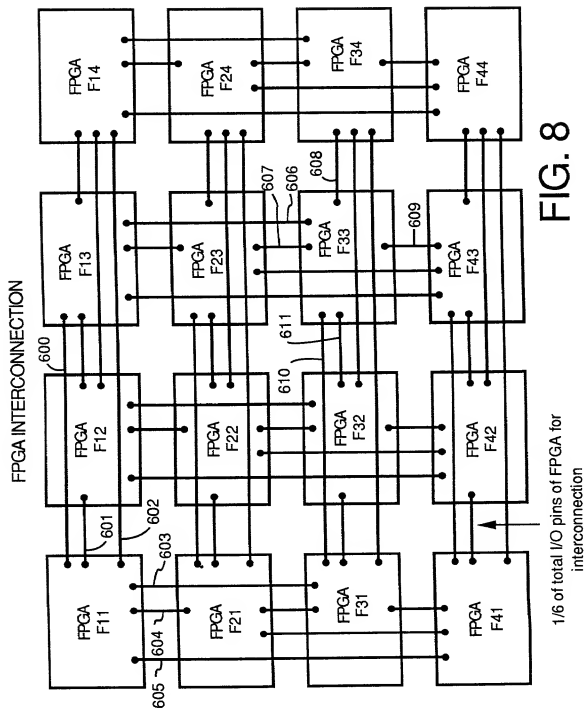 FPGA INTERCONNECTION
FPGA
F11
FPGA
F12
FPGA
F13
FPGA
F14
600
601
602
603
604
605
FPGA
F21
FPGA
F22
FPGA
F23
FPGA
F24
607
606
FPGA
F31
FPGA
F32
FPGA
F33
FPGA
F34
608
610
611
609
FPGA
F41
FPGA
F42
FPGA
F43
FPGA
F44
1/6 of total I/O pins of FPGA for
interconnection
FIG. 8